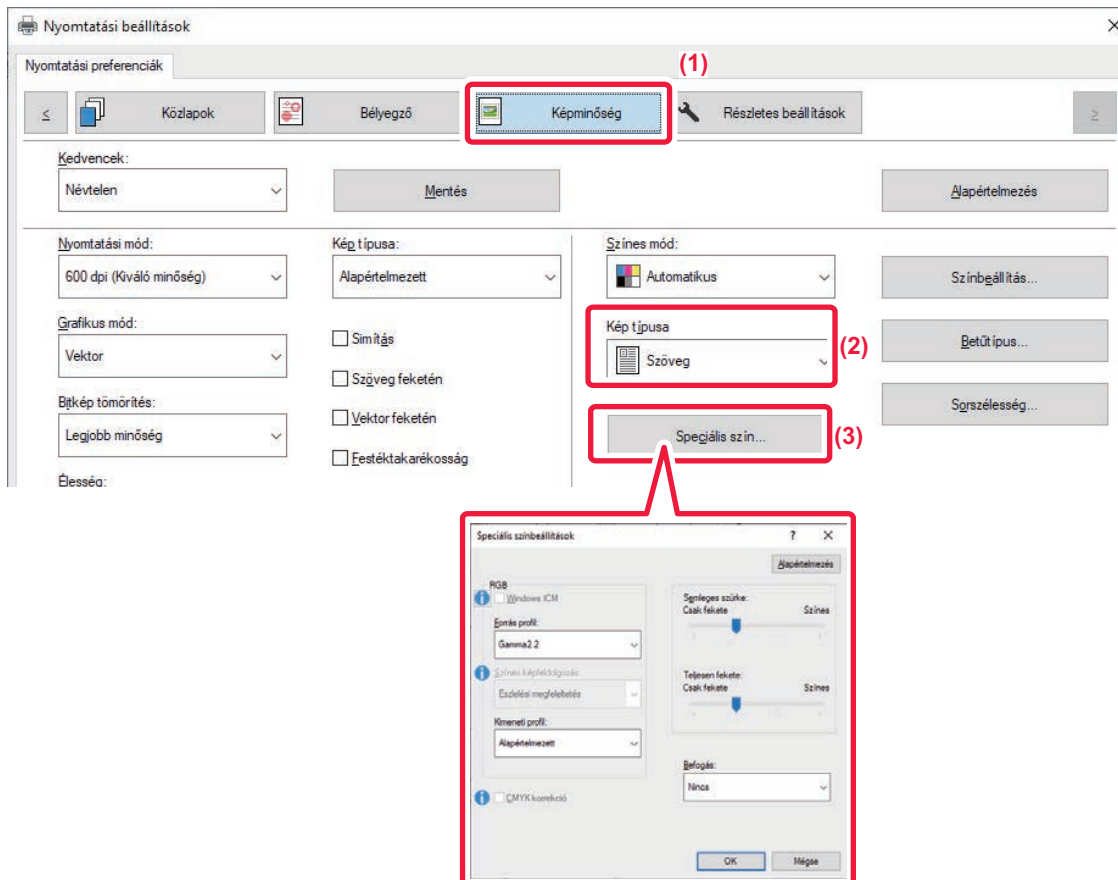 Nyomtatási beállítások
Nyomtatási preferenciák
(1)
< Közlapok Bélyegző Képminőség Részletes beállítások >
Kedvencek:
Névtelen Mentés Alapértelmezés
Nyomtatási mód: Kép típusa: Színes mód:
600 dpi (Kiváló minőség) Alapértelmezett Automatikus Színbeállítás...
Grafikus mód: Kép típusa
Simítás (2) Betűtípus...
Vektor Szöveg
Szöveg feketén
Bitkép tömörítés: Vektor feketén Sorszélesség...
Legjobb minőség Speciális szín... (3)
Festéktakarékosság
Élesség:
Speciális színbeállítások ? X
Alapértelmezés
RGB
Windows ICM Semleges szürke:
Csak fekete Színes
Forrás profil:
Gamma2.2
Színes képfeldolgozás: Teljesen fekete:
Csak fekete Színes
Észlelési megfeleltetés
Kimeneti profil:
Alapértelmezett
Befogás:
Nincs
CMYK korrekció
OK Mégse